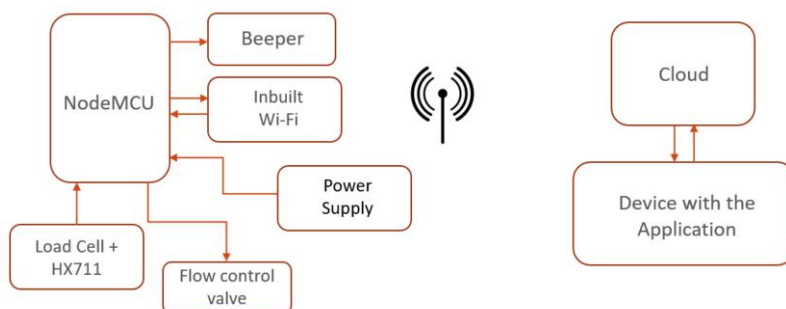 Beeper
NodeMCU
Inbuilt
Wi-Fi
Power
Supply
Load Cell +
HX711
Flow control
valve
Cloud
Device with the
Application